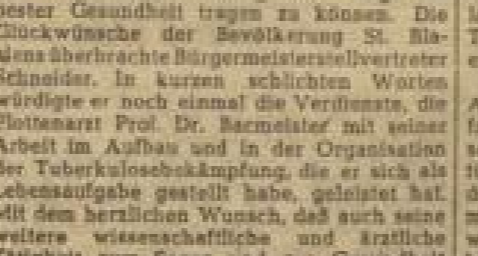 bester Gesundheit tragen zu können. Die
Glückwünsche der Bevölkerung St. Bla-
siens überbrachte Bürgermeisterstellvertreter
Schneider. In kurzen schlichten Worten
würdigte er noch einmal die Verdienste, die
Flottenarzt Prof. Dr. Bacmeister mit seiner
Arbeit im Aufbau und in der Organisation
der Tuberkulosebekämpfung, die er sich als
Lebensaufgabe gestellt habe, geleistet hat.
Mit dem herzlichen Wunsch, daß auch seine
weitere wissenschaftliche und ärztliche